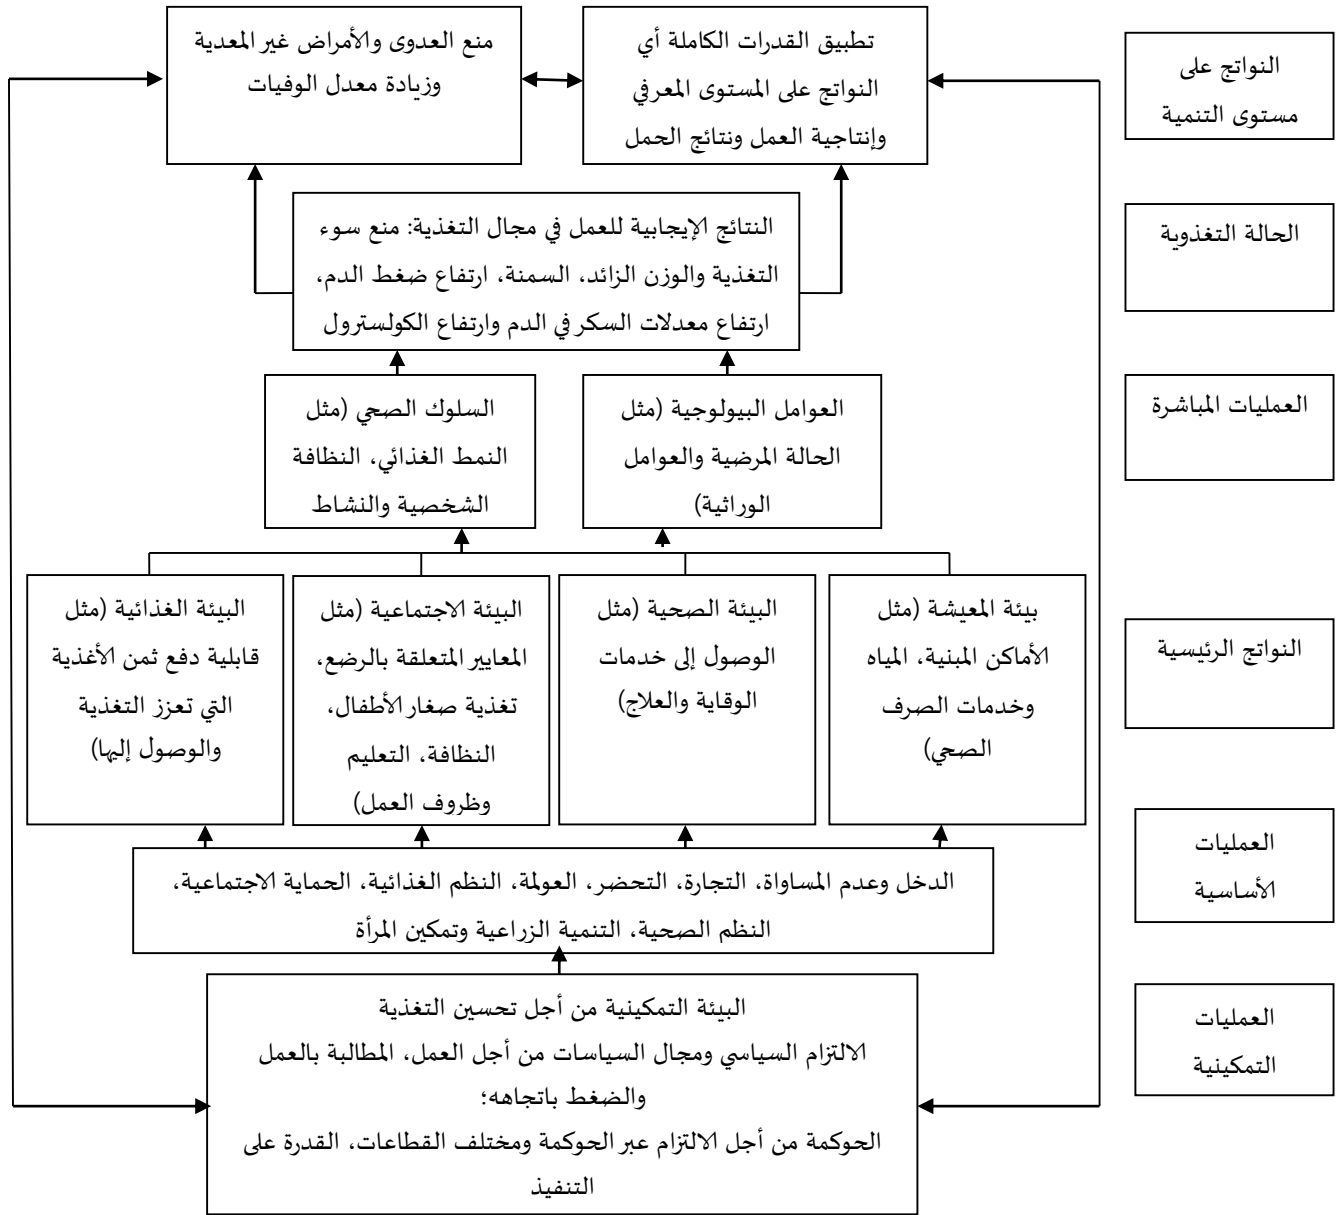 تطبيق القدرات الكاملة أي
النواتج على المستوى المعرفي
وإنتاجية العمل ونتائج الحمل
منع العدوى والأمراض غير المعدية
وزيادة معدل الوفيات
النواتج على
مستوى التنمية
النتائج الإيجابية للعمل في مجال التغذية: منع سوء
التغذية والوزن الزائد، السمنة، ارتفاع ضغط الدم،
ارتفاع معدلات السكر في الدم وارتفاع الكولسترول
الحالة التغذوية
العوامل البيولوجية (مثل
الحالة المرضية والعوامل
الوراثية)
السلوك الصحي (مثل
النمط الغذائي، النظافة
الشخصية والنشاط
العمليات المباشرة
بيئة المعيشة (مثل
الأماكن المبنية، المياه
وخدمات الصرف
الصحي)
البيئة الصحية (مثل
الوصول إلى خدمات
الوقاية والعلاج)
البيئة الاجتماعية (مثل
المعايير المتعلقة بالرضع،
تغذية صغار الأطفال،
النظافة، التعليم
وظروف العمل)
البيئة الغذائية (مثل
قابلية دفع ثمن الأغذية
التي تعزز التغذية
والوصول إليها)
النواتج الرئيسية
الدخل وعدم المساواة، التجارة، التحضر، العولمة، النظم الغذائية، الحماية الاجتماعية،
النظم الصحية، التنمية الزراعية وتمكين المرأة
العمليات
الأساسية
البيئة التمكينية من أجل تحسين التغذية
الالتزام السياسي ومجال السياسات من أجل العمل، المطالبة بالعمل
والضغط باتجاهه؛
الحوكمة من أجل الالتزام عبر الحوكمة ومختلف القطاعات، القدرة على
التنفيذ
العمليات
التمكينية